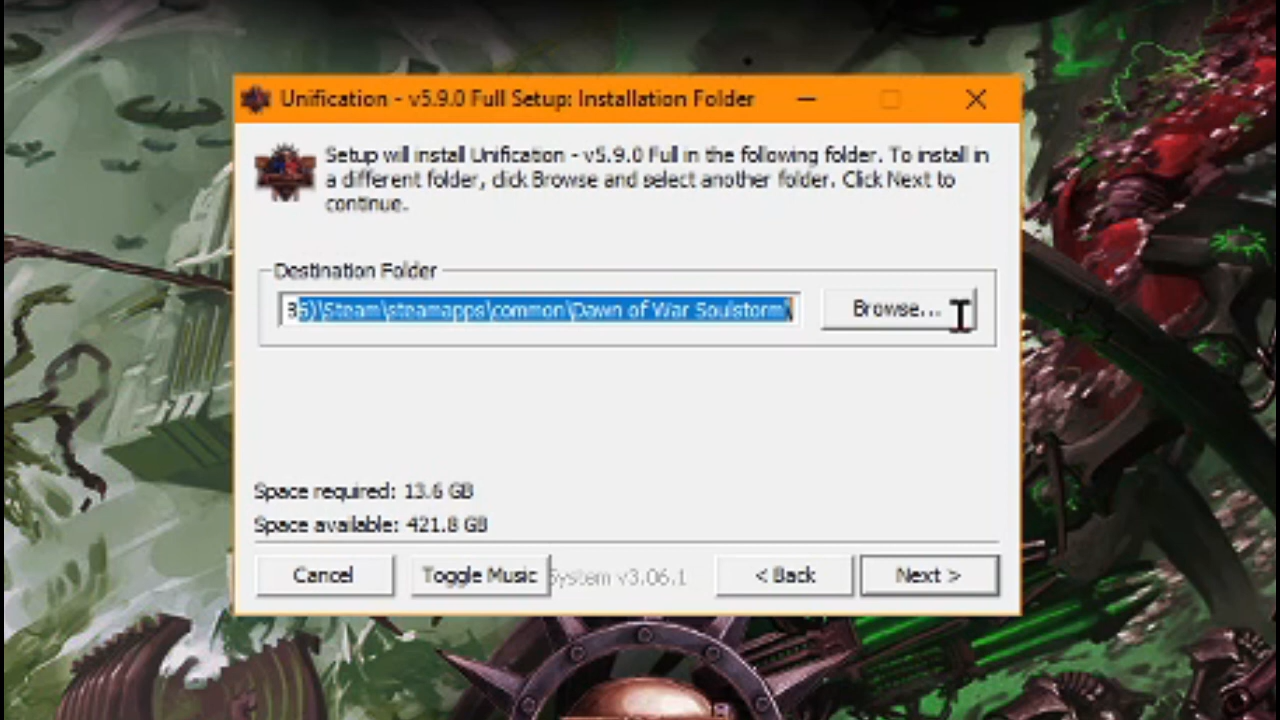 Unification - v5.9.0 Full Setup: Installation Folder
Setup will install Unification - v5.9.0 Full in the following folder. To install in
a different folder, click Browse and select another folder. Click Next to
continue.
Destination Folder
86)\Steam\steamapps\common\Dawn of War Soulstorm\
Browse...
Space required: 13.6 GB
Space available: 421.8 GB
Cancel
Toggle Music
System v3.06.1
< Back
Next >